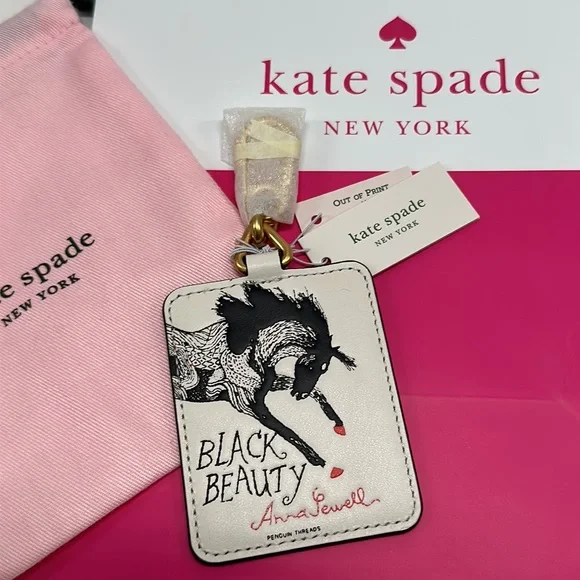 kate spade
NEW YORK
OUT OF PRINT
kate spade
NEW YORK
e spade
NEW YORK
BLACK
BEAUTY
Anna Sewell
PENGUIN THREADS